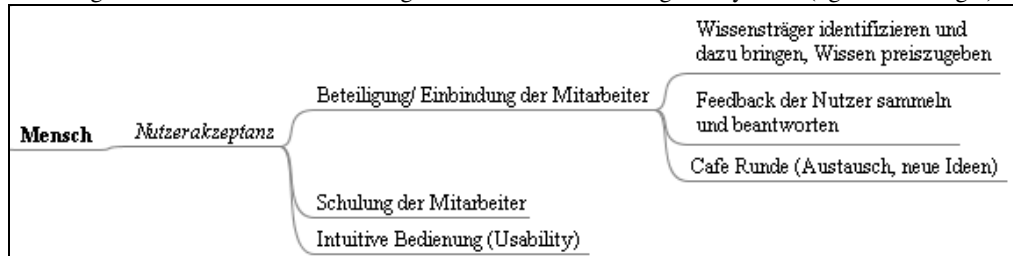 Wissensträger identifizieren und
dazu bringen, Wissen preiszugeben
Beteiligung/ Einbindung der Mitarbeiter
Feedback der Nutzer sammeln
und beantworten
Mensch
Nutzerakzeptanz
Cafe Runde (Austausch, neue Ideen)
Schulung der Mitarbeiter
Intuitive Bedienung (Usability)